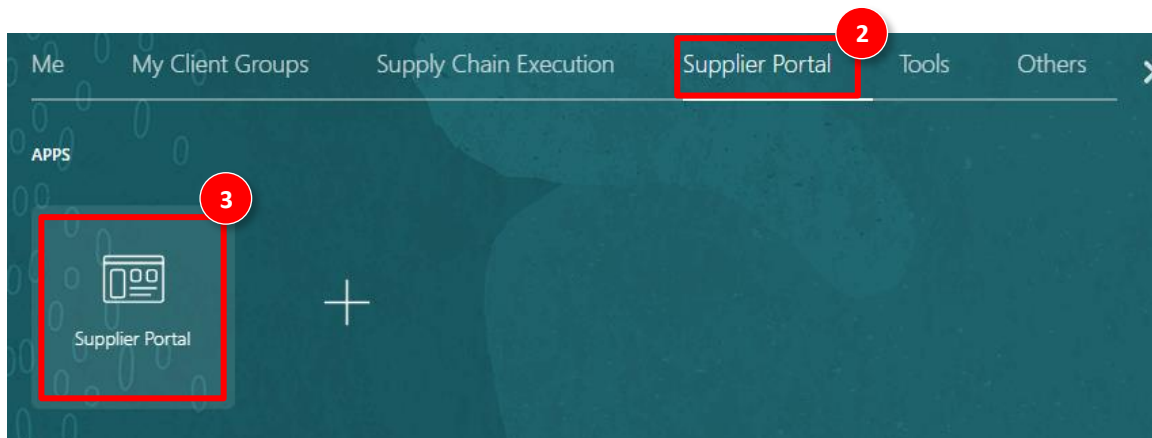 2
Me My Client Groups Supply Chain Execution Supplier Portal Tools Others
APPS
3
Supplier Portal